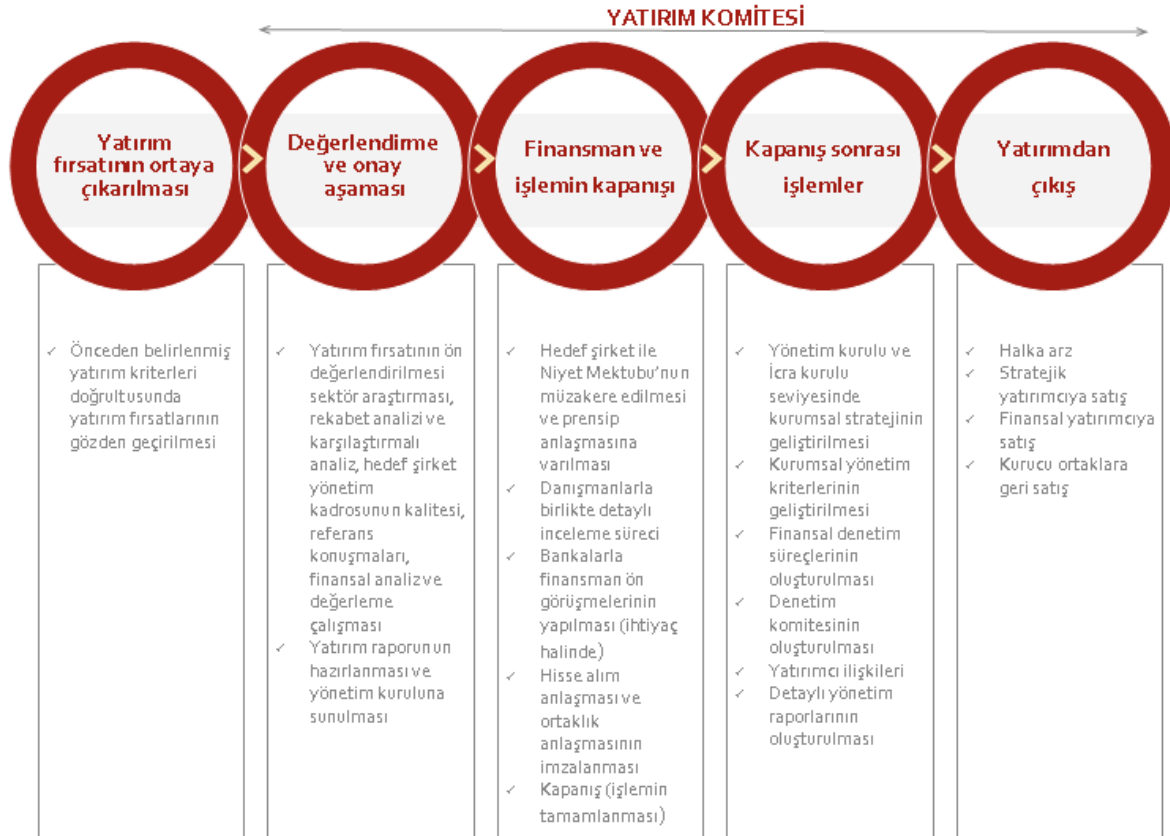 YATIRIM KOMİTESİ
Yatırım
fırsatının ortaya
çıkarılması
Değerlendirme
ve onay
aşaması
Finansman ve
işlemin kapanışı
Kapanış sonrası
işlemler
Yatırımdan
çıkış
✓ Önceden belirlenmiş
yatırım kriterleri
doğrultusunda
yatırım fırsatlarının
gözden geçirilmesi
✓ Yatırım fırsatının ön
değerlendirilmesi
sektör araştırması,
rekabet analizi ve
karşılaştırmalı
analiz, hedef şirket
yönetim
kadrosunun kalitesi,
referans
konuşmaları,
finansal analiz ve
değerleme
çalışması
✓ Yatırım raporunun
hazırlanması ve
yönetim kuruluna
sunulması
✓ Hedef şirket ile
Niyet Mektubu’nun
müzakere edilmesi
ve prensip
anlaşmasına
varılması
✓ Danışmanlarla
birlikte detaylı
inceleme süreci
✓ Bankalarla
finansman ön
görüşmelerinin
yapılması (ihtiyaç
halinde)
✓ Hisse alım
anlaşması ve
ortaklık
anlaşmasının
imzalanması
✓ Kapanış (işlemin
tamamlanması)
✓ Yönetim kurulu ve
İcra kurulu
seviyesinde
kurumsal stratejinin
geliştirilmesi
✓ Kurumsal yönetim
kriterlerinin
geliştirilmesi
✓ Finansal denetim
süreçlerinin
oluşturulması
✓ Denetim
komitesinin
oluşturulması
✓ Yatırımcı ilişkileri
✓ Detaylı yönetim
raporlarının
oluşturulması
✓ Halka arz
✓ Stratejik
yatırımcıya satış
✓ Finansal yatırımcıya
satış
✓ Kurucu ortaklara
geri satış